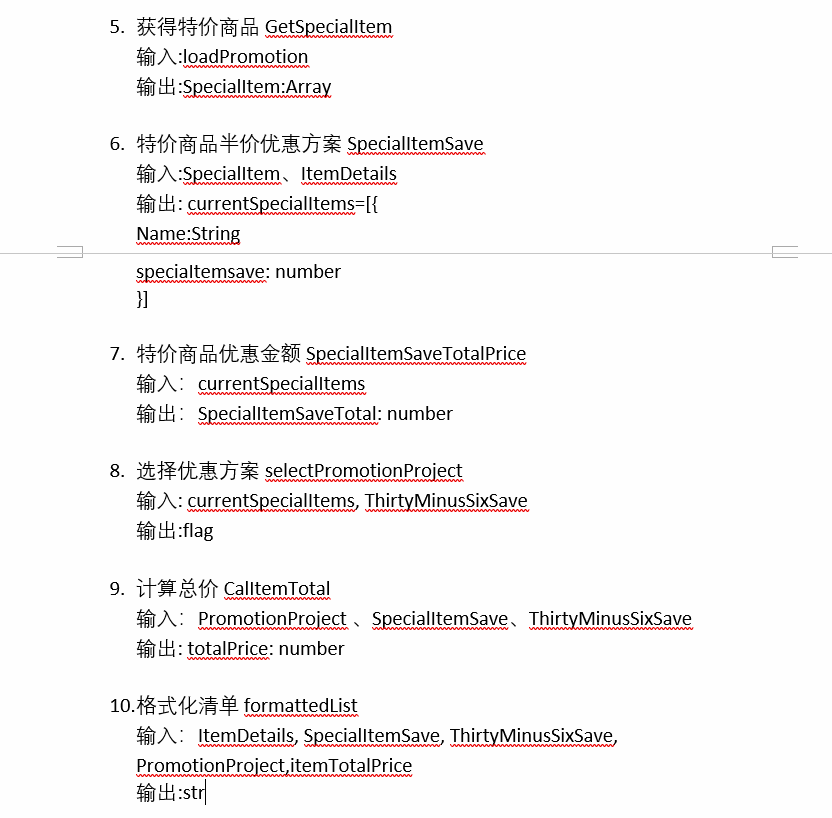 5. 获得特价商品 GetSpecialItem
输入:loadPromotion
输出:SpecialItem:Array
6. 特价商品半价优惠方案 SpecialItemSave
输入:SpecialItem、ItemDetails
输出: currentSpecialItems=[{
Name:String
speciaItemsave: number
}]
7. 特价商品优惠金额 SpecialItemSaveTotalPrice
输入： currentSpecialItems
输出： SpecialItemSaveTotal: number
8. 选择优惠方案 selectPromotionProject
输入: currentSpecialItems, ThirtyMinusSixSave
输出:flag
9. 计算总价 CalItemTotal
输入： PromotionProject 、SpecialItemSave、ThirtyMinusSixSave
输出: totalPrice: number
10.格式化清单 formattedList
输入： ItemDetails, SpecialItemSave, ThirtyMinusSixSave,
PromotionProject,itemTotalPrice
输出:str